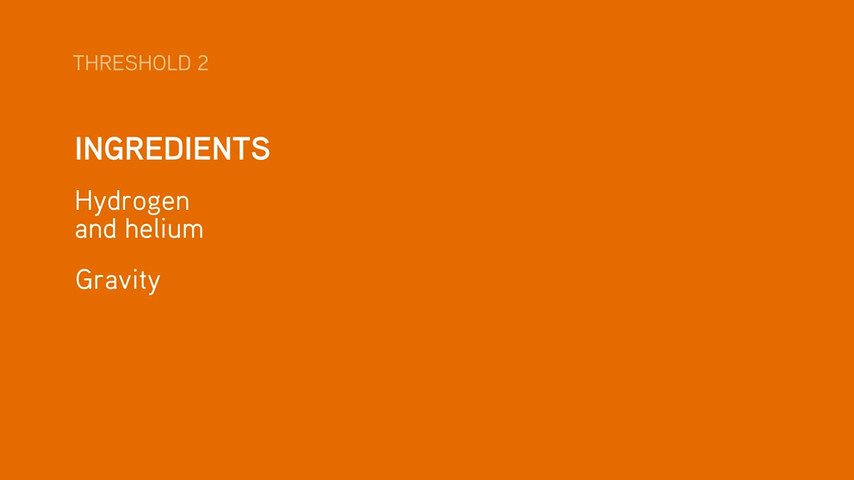 THRESHOLD 2
INGREDIENTS
Hydrogen
and helium
Gravity